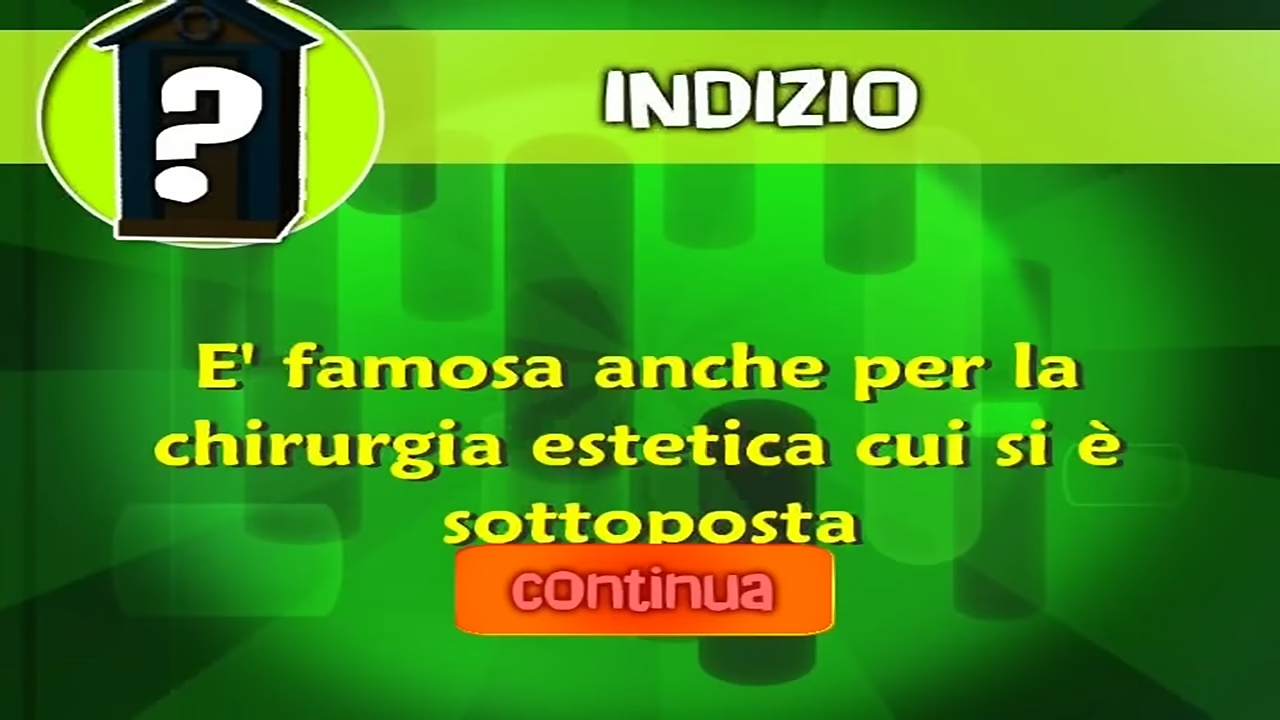 ?
INDIZIO
E' famosa anche per la
chirurgia estetica cui si è
sottoposta
continua